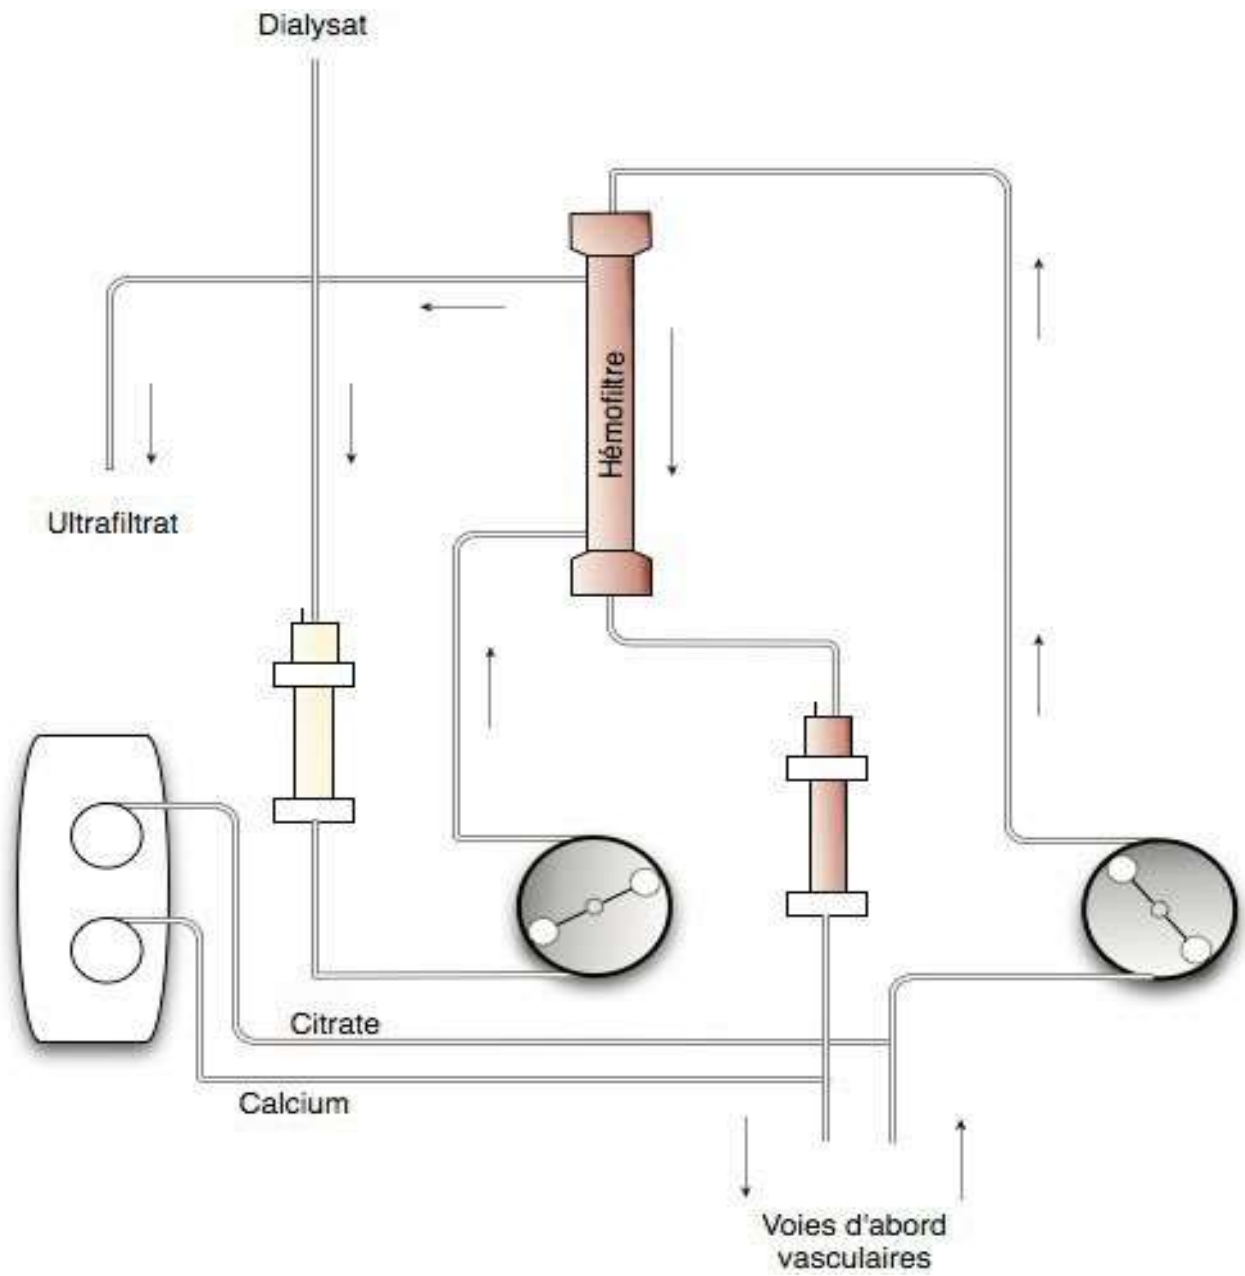 Dialysat
Hémofiltre
Ultrafiltrat
Citrate
Calcium
Voies d'abord
vasculaires